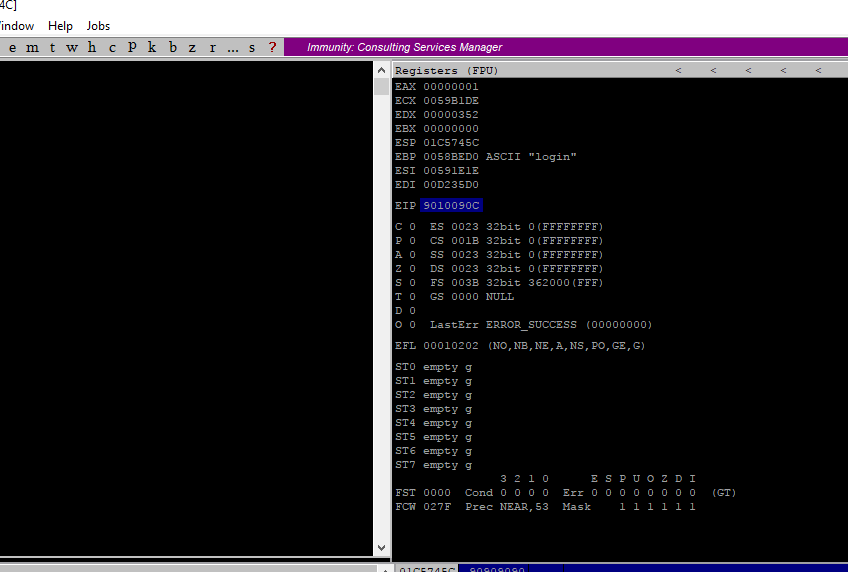 4C]
indow Help Jobs
e m t w h c P k b z r ... s ? Immunity: Consulting Services Manager
Registers (FPU) < < < < <
EAX 00000001
ECX 0059B1DE
EDX 00000352
EBX 00000000
ESP 01C5745C
EBP 0058BED0 ASCII "login"
ESI 00591E1E
EDI 00D235D0
EIP 9010090C
C 0 ES 0023 32bit 0(FFFFFFFF)
P 0 CS 001B 32bit 0(FFFFFFFF)
A 0 SS 0023 32bit 0(FFFFFFFF)
Z 0 DS 0023 32bit 0(FFFFFFFF)
S 0 FS 003B 32bit 362000(FFF)
T 0 GS 0000 NULL
D 0
O 0 LastErr ERROR_SUCCESS (00000000)
EFL 00010202 (NO,NB,NE,A,NS,PO,GE,G)
ST0 empty g
ST1 empty g
ST2 empty g
ST3 empty g
ST4 empty g
ST5 empty g
ST6 empty g
ST7 empty g
3 2 1 0 E S P U O Z D I
FST 0000 Cond 0 0 0 0 Err 0 0 0 0 0 0 0 0 (GT)
FCW 027F Prec NEAR,53 Mask 1 1 1 1 1 1
01C5745C 90909090